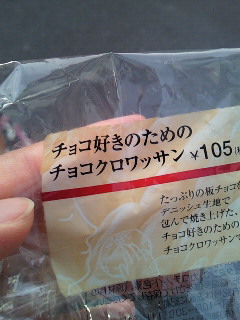 チョコ好きのための
チョコクロワッサン ¥105
たっぷりの板チョコを
デニッシュ生地で
包んで焼き上げた、
チョコ好きのための
チョコクロワッサンで